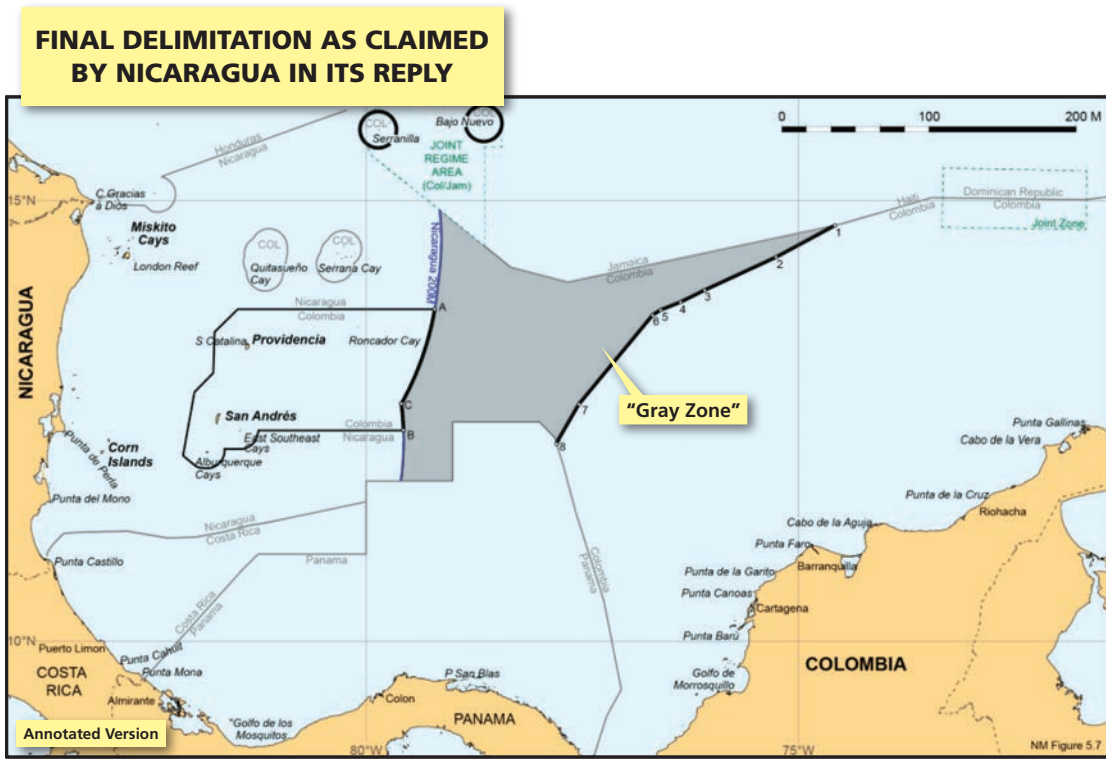 FINAL DELIMITATION AS CLAIMED
BY NICARAGUA IN ITS REPLY
COL
Serranilla
COL
Bajo Nuevo
JOINT
REGIME
AREA
(Col/Jam)
0
100
200 M
Honduras
Nicaragua
15°N
C Gracias
a Dios
Miskito
Cays
London Reef
COL
Quitasueño
Cay
COL
Serrana Cay
Nicaragua 200M
Haiti
Colombia
Dominican Republic
Colombia
Joint Zone
Jamaica
Colombia
1
2
3
4
5
6
7
8
A
C
B
Nicaragua
Colombia
S Catalina
Providencia
Roncador Cay
NICARAGUA
"Gray Zone"
San Andrés
Colombia
Nicaragua
East Southeast
Cays
Alburquerque
Cays
Corn
Islands
Punta de Perla
Punta del Mono
Nicaragua
Costa Rica
Punta Castillo
Panama
Costa Rica
Panama
Colombia
Panama
Punta Gallinas
Cabo de la Vera
Punta de la Cruz
Riohacha
Cabo de la Aguja
Punta Faro
Barranquilla
Punta de la Garito
Punta Canoas
Cartagena
Punta Barú
Golfo de
Morrosquillo
COLOMBIA
10°N
Puerto Limon
COSTA
RICA
Punta Cahuit
Punta Mona
Almirante
"Golfo de los
Mosquitos
Colon
P San Blas
PANAMA
80°W
75°W
Annotated Version
NM Figure 5.7